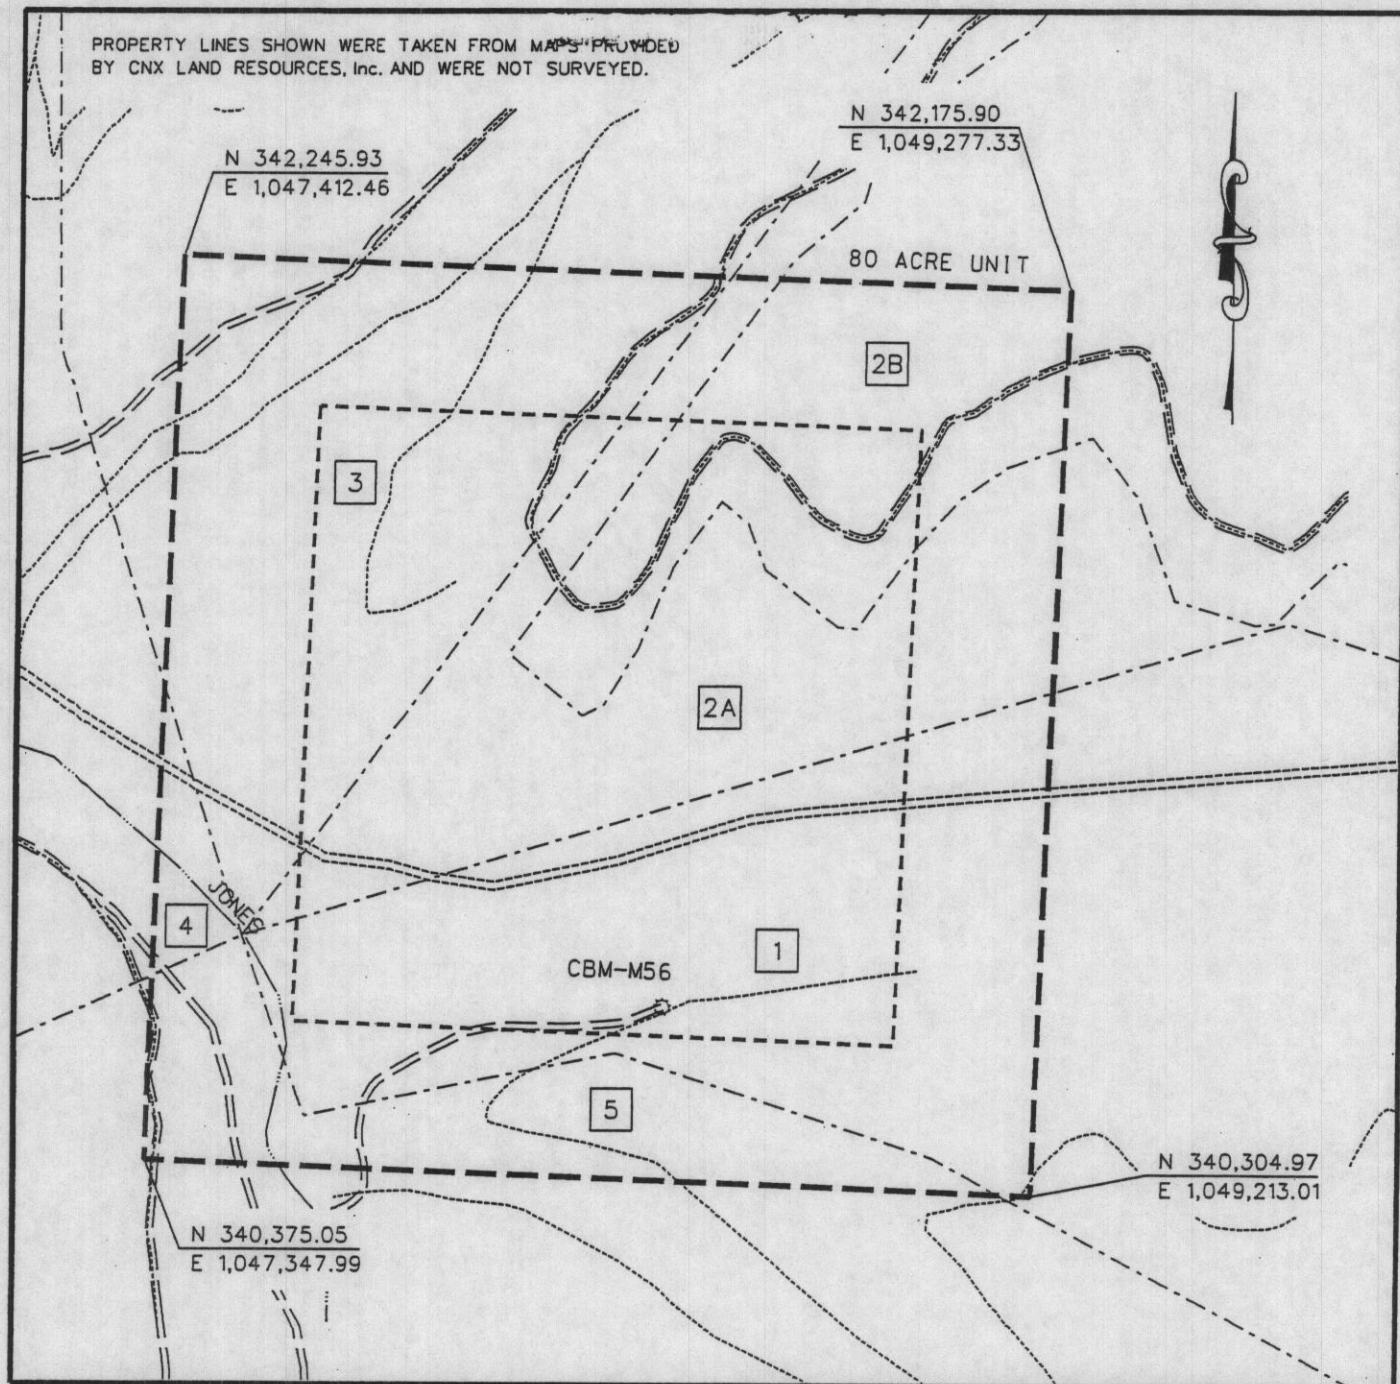 PROPERTY LINES SHOWN WERE TAKEN FROM MAPS PROVIDED
BY CNX LAND RESOURCES, Inc. AND WERE NOT SURVEYED.
N 342,175.90
E 1,049,277.33
N 342,245.93
E 1,047,412.46
80 ACRE UNIT
2B
3
2A
JONES
4
1
CBM-M56
5
N 340,304.97
E 1,049,213.01
N 340,375.05
E 1,047,347.99